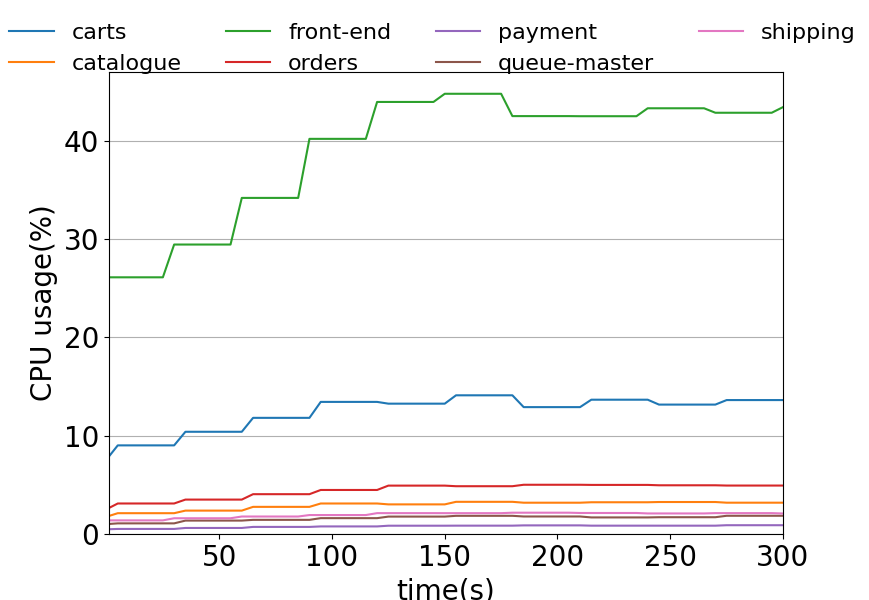 carts front-end payment shipping
catalogue orders queue-master
40
30
20
10
0
CPU usage(%)
50 100 150 200 250 300
time(s)